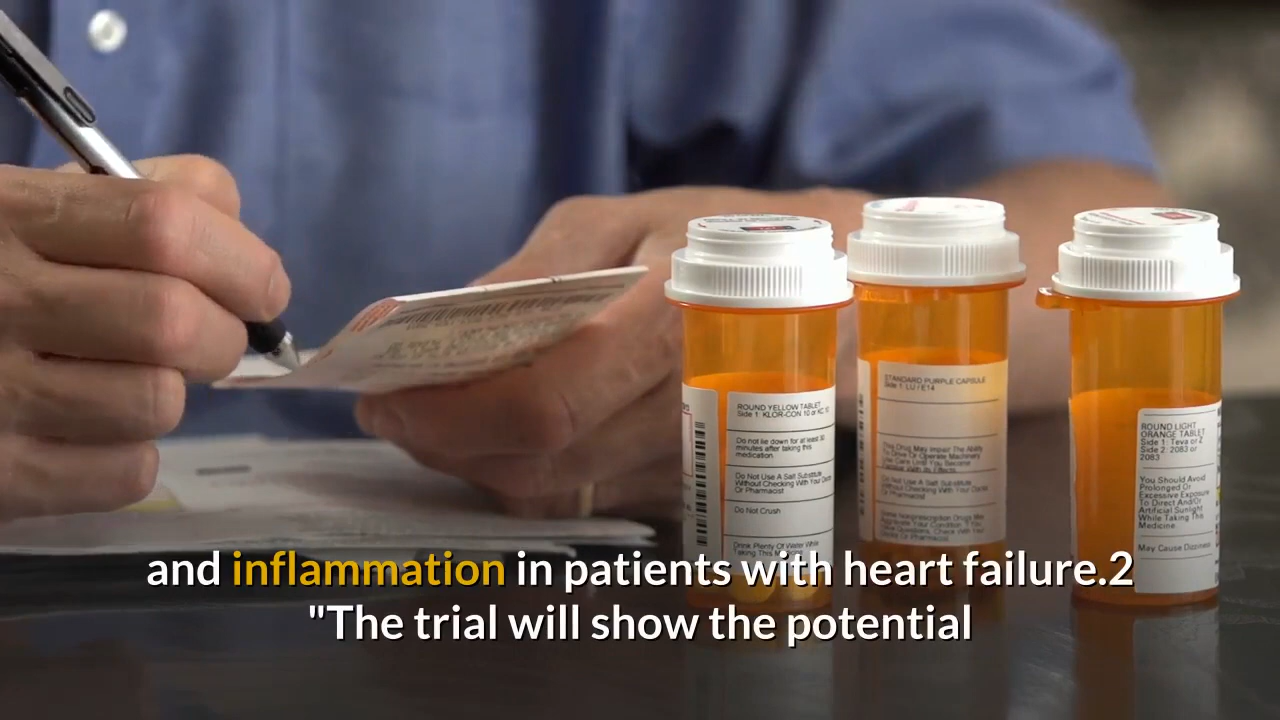 ROUND YELLOW TABLET
Side 1: KLOR-CON 10 or KC 10
Do not lie down for at least 30
minutes after taking this
medication
Do Not Use A Salt Substitute
Without Checking With Your Doctor
Or Pharmacist
Do Not Crush
Drink Plenty Of Water While
Taking This
STANDARD PURPLE CAPSULE
Side 1: LU / E14
This Drug May Impair The Ability
To Drive Or Operate Machinery
Use Care Until You Become
Familiar With Its Effects
Do Not Use A Salt Substitute
Without Checking With Your Doctor
Or Pharmacist
Some Nonprescription Drugs May
Aggravate Your Condition If You
Have Questions, Check With Your
Doctor Or Pharmacist
ROUND LIGHT
ORANGE TABLET
Side 1: Teva or Z
Side 2: 2083 or
2083
You Should Avoid
Prolonged Or
Excessive Exposure
To Direct And/Or
Artificial Sunlight
While Taking This
Medicine
May Cause Dizziness
and inflammation in patients with heart failure.2
"The trial will show the potential